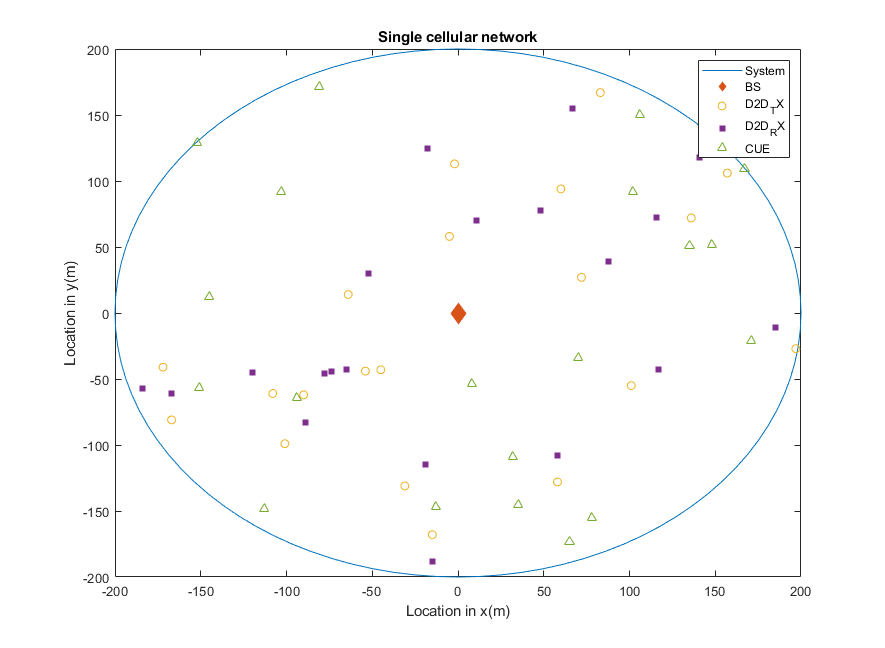 Single cellular network
System
BS
D2D_TX
D2D_RX
CUE
200
150
100
50
0
-50
-100
-150
-200
Location in y(m)
-200 -150 -100 -50 0 50 100 150 200
Location in x(m)